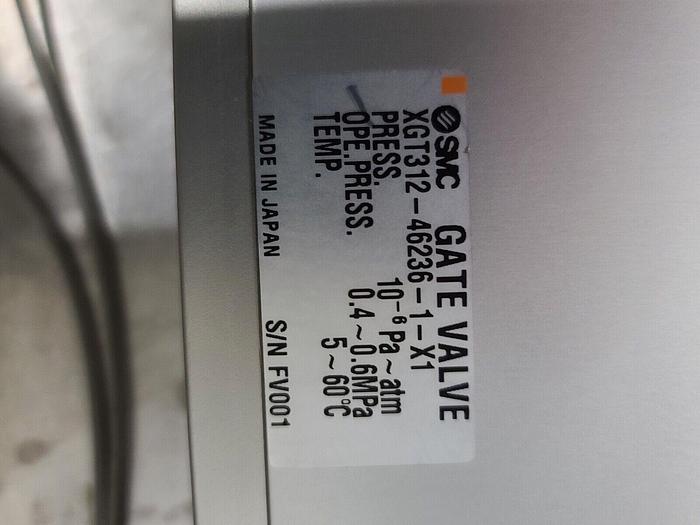 SMC GATE VALVE
XGT312-46236-1-X1
PRESS. 10⁻⁶ Pa~atm
OPE.PRESS. 0.4~0.6MPa
TEMP. 5~60°C
MADE IN JAPAN S/N FV001